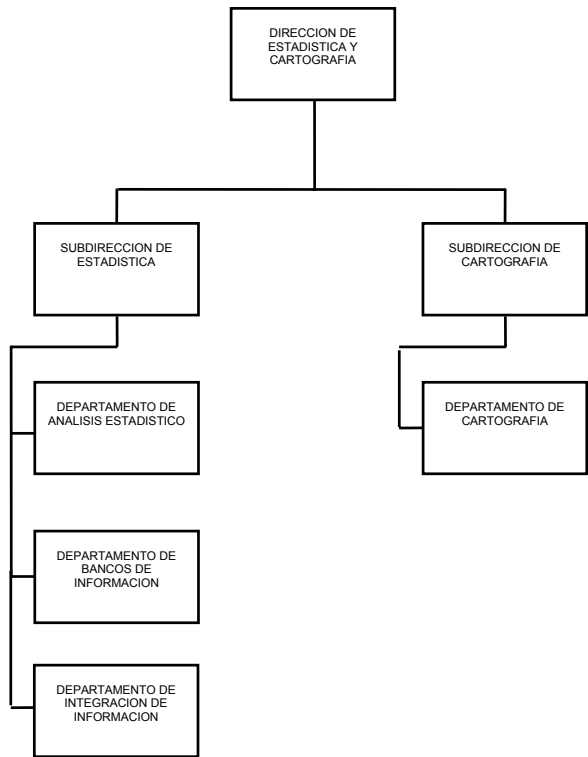 DIRECCION DE
ESTADISTICA Y
CARTOGRAFIA
SUBDIRECCION DE
ESTADISTICA
SUBDIRECCION DE
CARTOGRAFIA
DEPARTAMENTO DE
ANALISIS ESTADISTICO
DEPARTAMENTO DE
CARTOGRAFIA
DEPARTAMENTO DE
BANCOS DE
INFORMACION
DEPARTAMENTO DE
INTEGRACION DE
INFORMACION